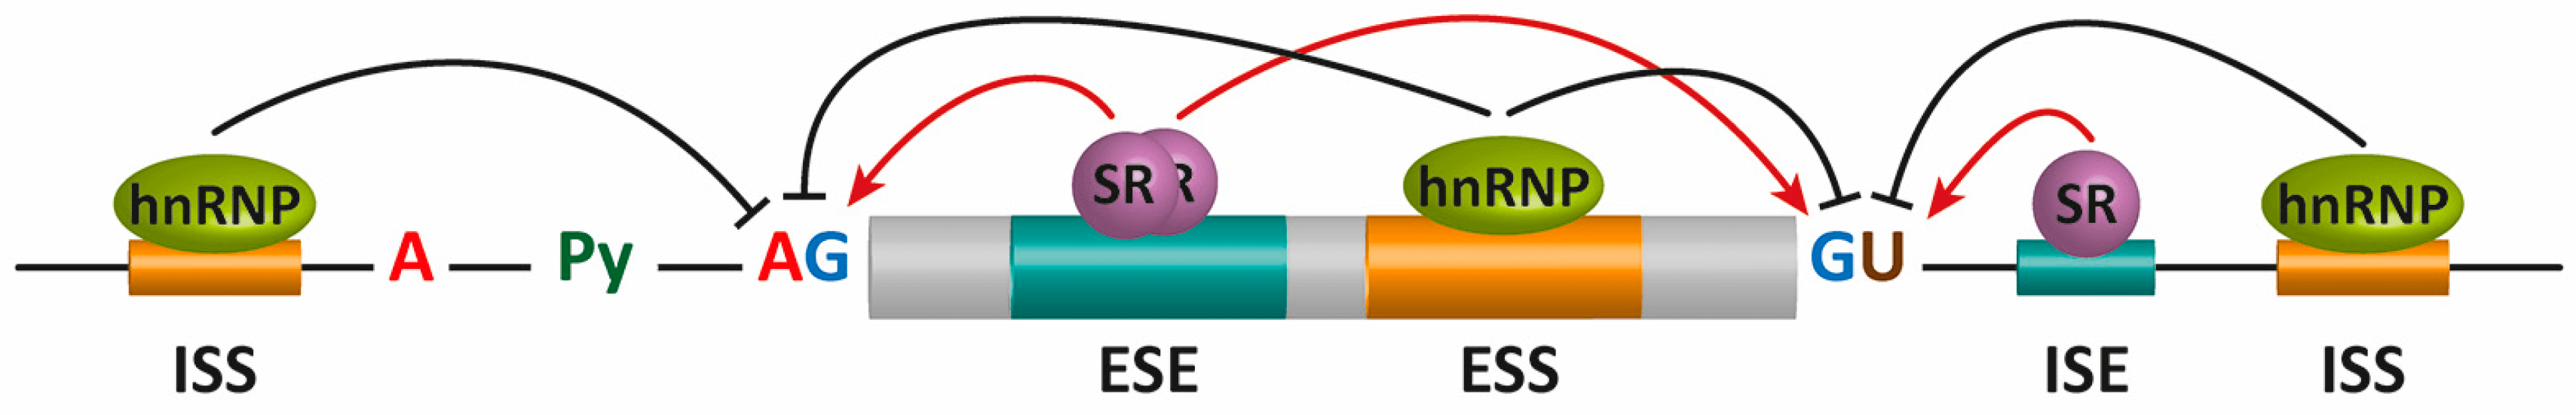 hnRNP
SR
R
hnRNP
SR
hnRNP
A
Py
AG
GU
ISS
ESE
ESS
ISE
ISS